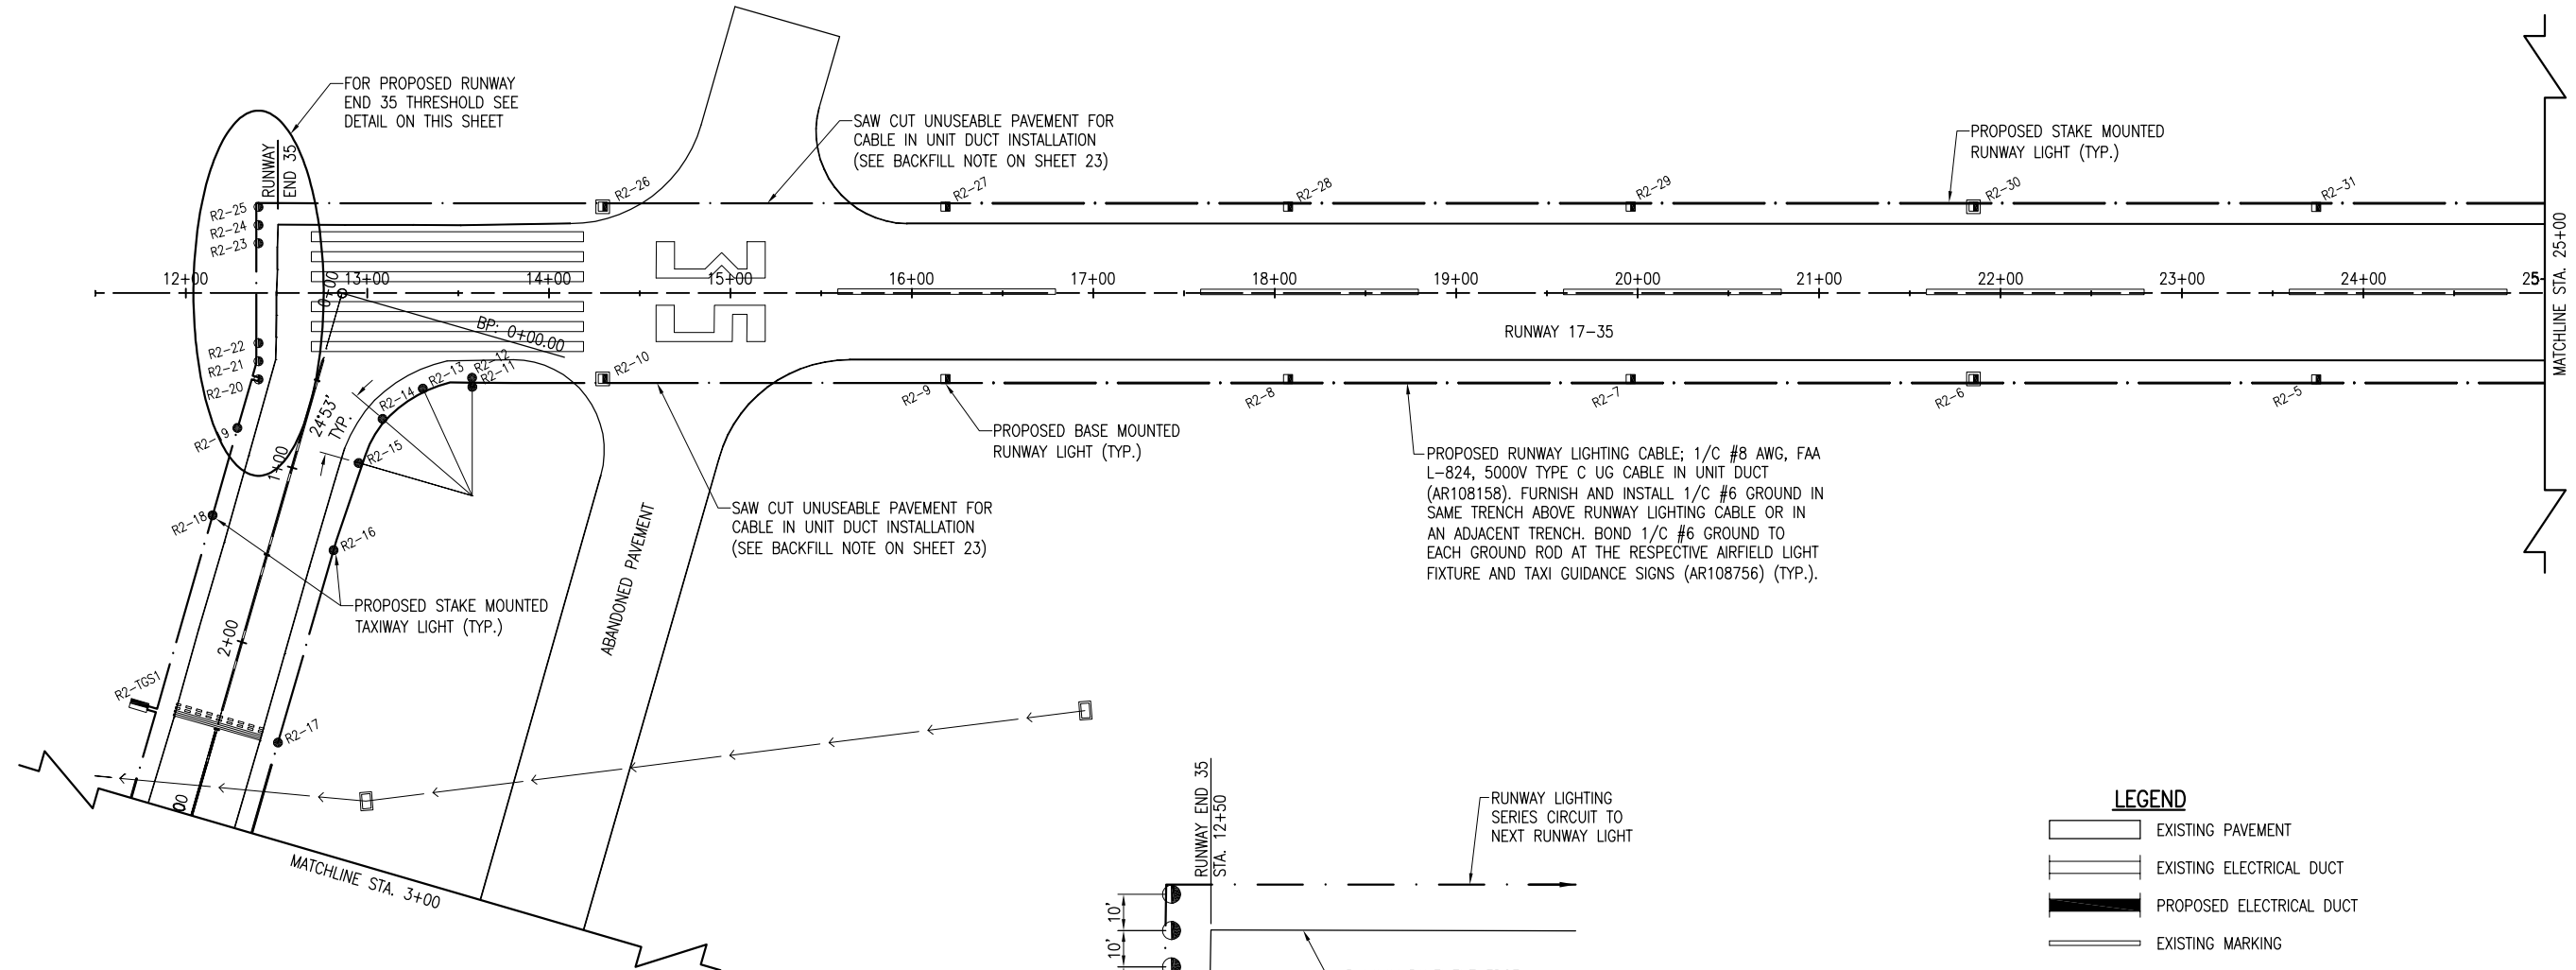 FOR PROPOSED RUNWAY
END 35 THRESHOLD SEE
DETAIL ON THIS SHEET
RUNWAY
END 35
SAW CUT UNUSEABLE PAVEMENT FOR
CABLE IN UNIT DUCT INSTALLATION
(SEE BACKFILL NOTE ON SHEET 23)
PROPOSED STAKE MOUNTED
RUNWAY LIGHT (TYP.)
R2-25
R2-24
R2-23
R2-26
R2-27
R2-28
R2-29
R2-30
R2-31
12+00
13+00
14+00
15+00
16+00
17+00
18+00
19+00
20+00
21+00
22+00
23+00
24+00
25
MATCHLINE STA. 25+00
0+00
BP: 0+00.00
RUNWAY 17-35
R2-22
R2-21
R2-20
R2-12
R2-11
R2-13
R2-14
R2-15
24'53'
TYP.
R2-10
R2-9
R2-8
R2-7
R2-6
R2-5
R2-19
1+00
PROPOSED BASE MOUNTED
RUNWAY LIGHT (TYP.)
PROPOSED RUNWAY LIGHTING CABLE; 1/C #8 AWG, FAA
L-824, 5000V TYPE C UG CABLE IN UNIT DUCT
(AR108158). FURNISH AND INSTALL 1/C #6 GROUND IN
SAME TRENCH ABOVE RUNWAY LIGHTING CABLE OR IN
AN ADJACENT TRENCH. BOND 1/C #6 GROUND TO
EACH GROUND ROD AT THE RESPECTIVE AIRFIELD LIGHT
FIXTURE AND TAXI GUIDANCE SIGNS (AR108756) (TYP.).
SAW CUT UNUSEABLE PAVEMENT FOR
CABLE IN UNIT DUCT INSTALLATION
(SEE BACKFILL NOTE ON SHEET 23)
R2-18
R2-16
ABANDONED PAVEMENT
PROPOSED STAKE MOUNTED
TAXIWAY LIGHT (TYP.)
2+00
R2-TGS1
R2-17
00
MATCHLINE STA. 3+00
RUNWAY END 35
STA. 12+50
RUNWAY LIGHTING
SERIES CIRCUIT TO
NEXT RUNWAY LIGHT
10'
10'
LEGEND
EXISTING PAVEMENT
EXISTING ELECTRICAL DUCT
PROPOSED ELECTRICAL DUCT
EXISTING MARKING